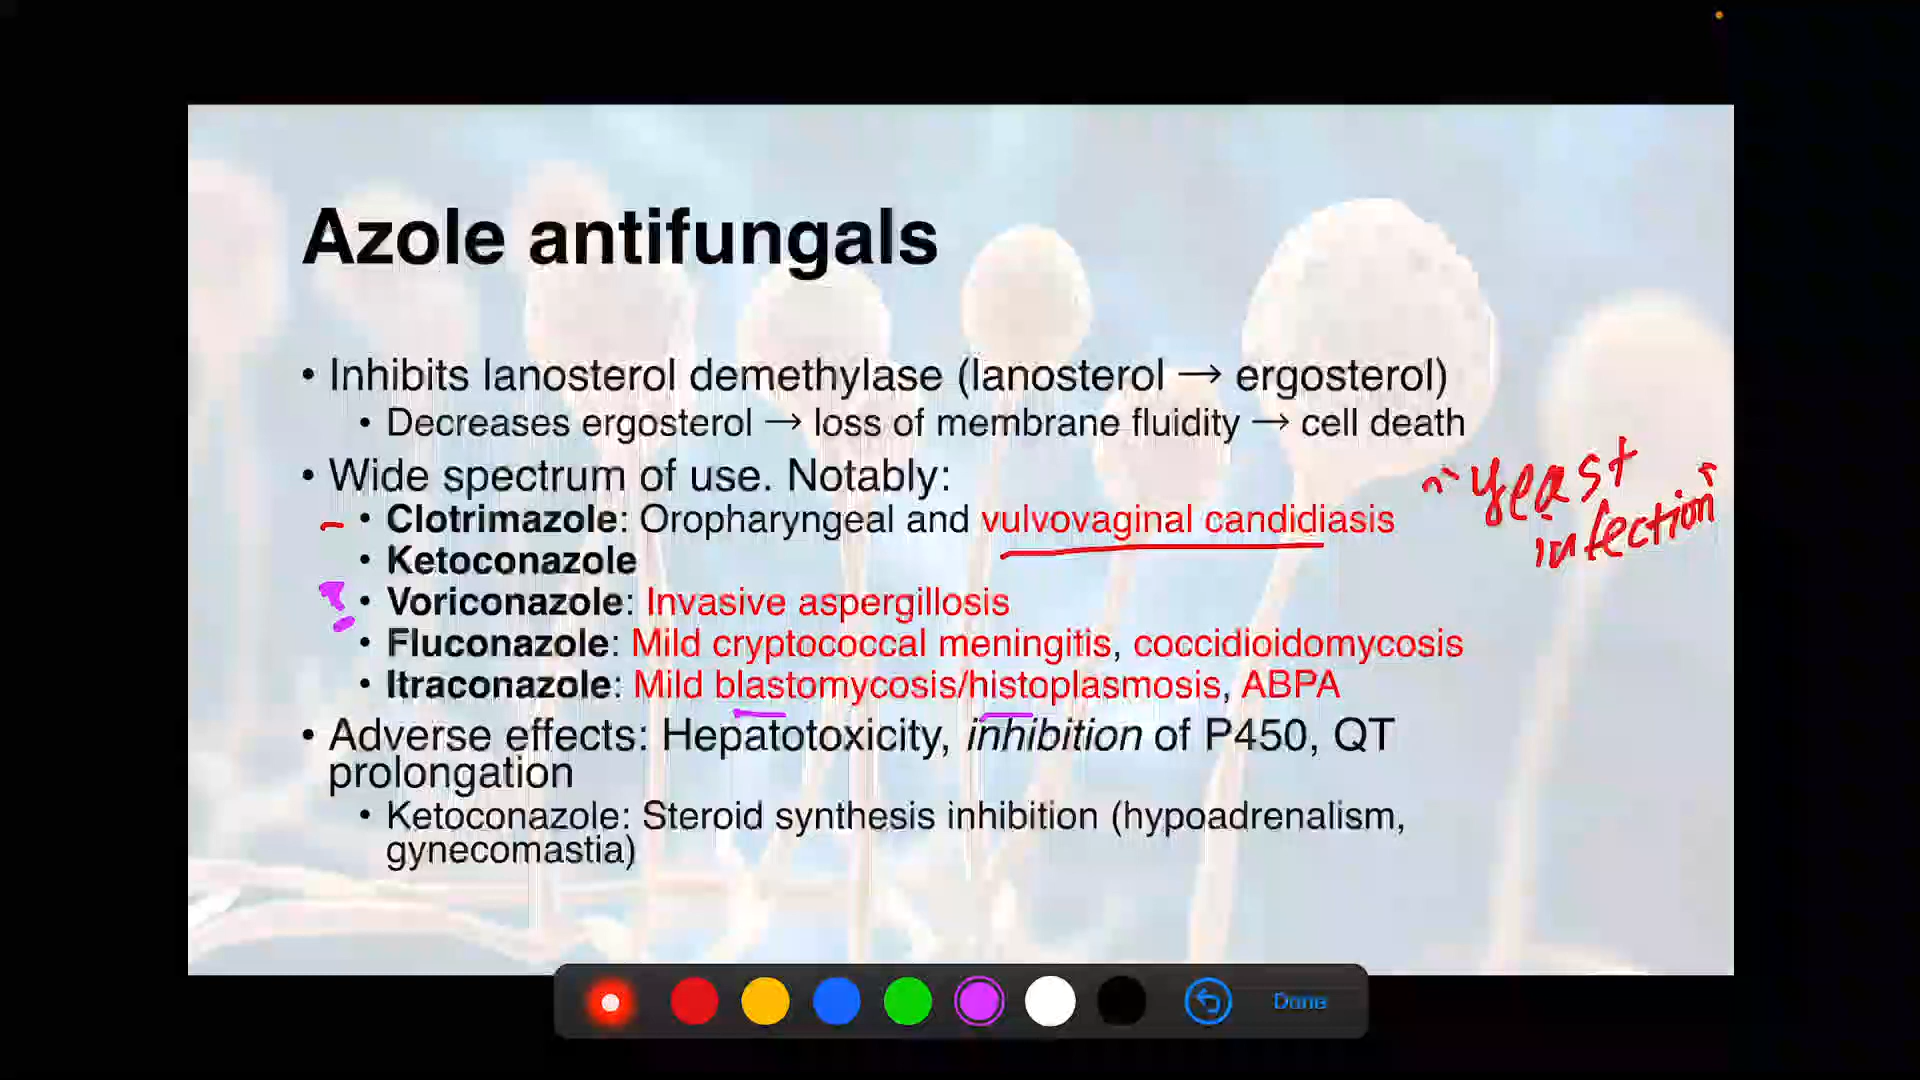 Azole antifungals
• Inhibits lanosterol demethylase (lanosterol → ergosterol)
• Decreases ergosterol → loss of membrane fluidity → cell death
• Wide spectrum of use. Notably:
• Clotrimazole: Oropharyngeal and vulvovaginal candidiasis
"yeast
infection"
• Ketoconazole
• Voriconazole: Invasive aspergillosis
• Fluconazole: Mild cryptococcal meningitis, coccidioidomycosis
• Itraconazole: Mild blastomycosis/histoplasmosis, ABPA
• Adverse effects: Hepatotoxicity, inhibition of P450, QT
prolongation
• Ketoconazole: Steroid synthesis inhibition (hypoadrenalism,
gynecomastia)
Done